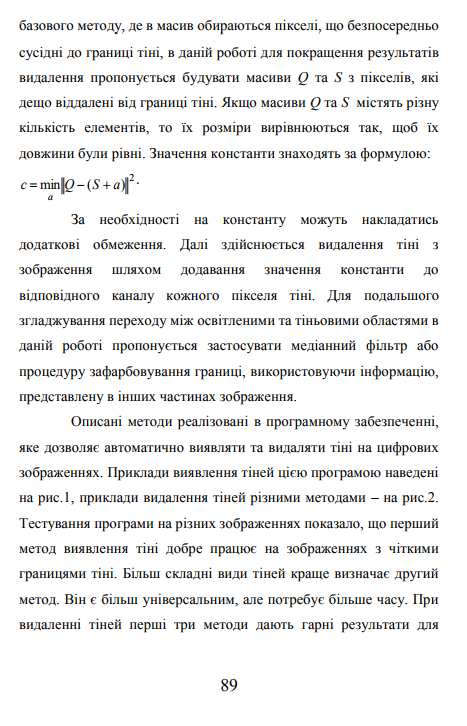 базового методу, де в масив обираються пікселі, що безпосередньо
сусідні до границі тіні, в даній роботі для покращення результатів
видалення пропонується будувати масиви Q та S з пікселів, які
дещо віддалені від границі тіні. Якщо масиви Q та S містять різну
кількість елементів, то їх розміри вирівнюються так, щоб їх
довжини були рівні. Значення константи знаходять за формулою:
c = min‖Q − (S + a)‖² .
a
За необхідності на константу можуть накладатись
додаткові обмеження. Далі здійснюється видалення тіні з
зображення шляхом додавання значення константи до
відповідного каналу кожного пікселя тіні. Для подальшого
згладжування переходу між освітленими та тіньовими областями в
даній роботі пропонується застосувати медіанний фільтр або
процедуру зафарбовування границі, використовуючи інформацію,
представлену в інших частинах зображення.
Описані методи реалізовані в програмному забезпеченні,
яке дозволяє автоматично виявляти та видаляти тіні на цифрових
зображеннях. Приклади виявлення тіней цією програмою наведені
на рис.1, приклади видалення тіней різними методами – на рис.2.
Тестування програми на різних зображеннях показало, що перший
метод виявлення тіні добре працює на зображеннях з чіткими
границями тіні. Більш складні види тіней краще визначає другий
метод. Він є більш універсальним, але потребує більше часу. При
видаленні тіней перші три методи дають гарні результати для
89